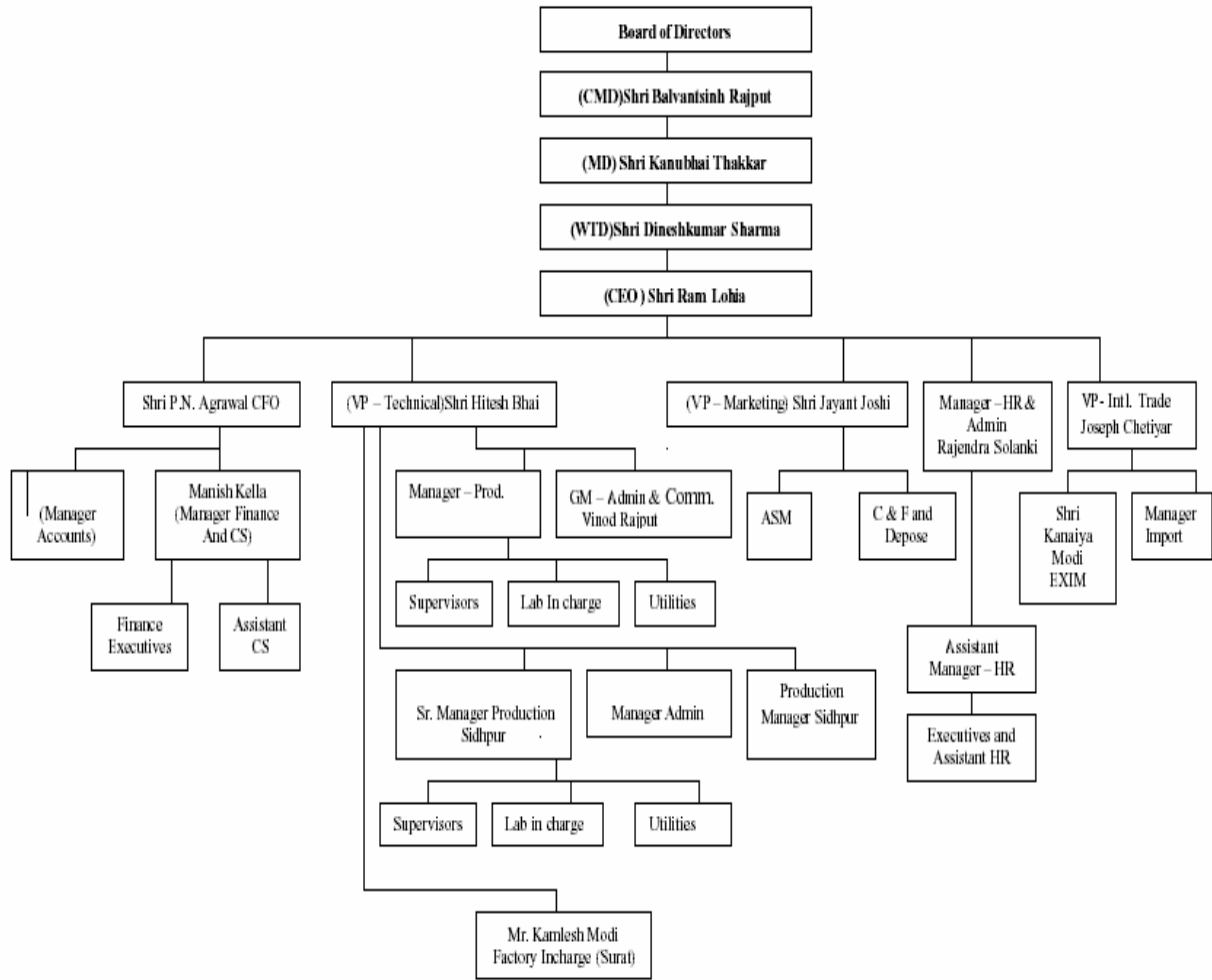 Board of Directors
(CMD)Shri Balvantsinh Rajput
(MD) Shri Kanubhai Thakkar
(WTD)Shri Dineshkumar Sharma
(CEO ) Shri Ram Lohia
Shri P.N. Agrawal CFO
(VP – Technical)Shri Hitesh Bhai
(VP – Marketing) Shri Jayant Joshi
Manager –HR &
Admin
Rajendra Solanki
VP- Intl. Trade
Joseph Chetiyar
(Manager
Accounts)
Manish Kella
(Manager Finance
And CS)
Manager – Prod.
GM – Admin & Comm.
Vinod Rajput
ASM
C & F and
Depose
Shri
Kanaiya
Modi
EXIM
Manager
Import
Finance
Executives
Assistant
CS
Supervisors
Lab In charge
Utilities
Assistant
Manager – HR
Sr. Manager Production
Sidhpur
Manager Admin
Production
Manager Sidhpur
Executives and
Assistant HR
Supervisors
Lab in charge
Utilities
Mr. Kamlesh Modi
Factory Incharge (Surat)